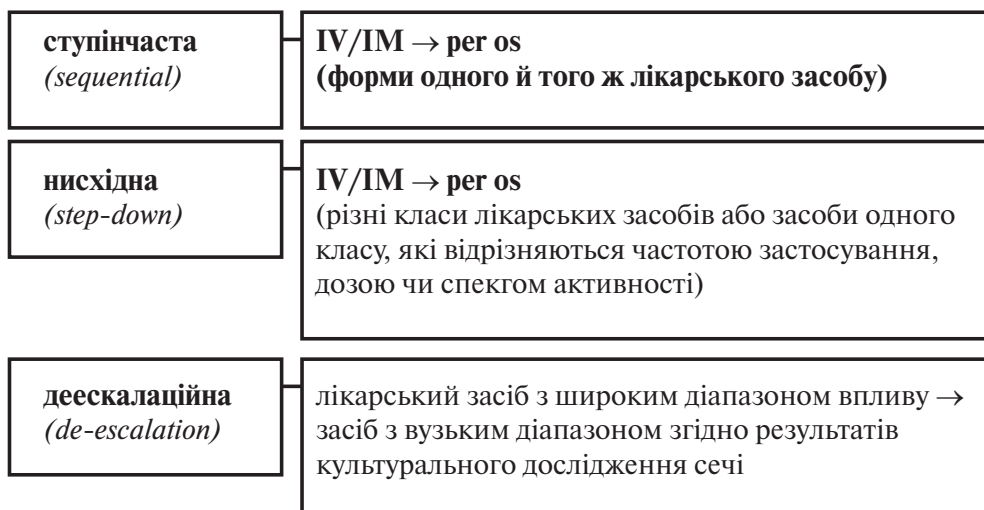 ступінчаста
(sequential)
IV/IM → per os
(форми одного й того ж лікарського засобу)
нисхідна
(step-down)
IV/IM → per os
(різні класи лікарських засобів або засоби одного
класу, які відрізняються частотою застосування,
дозою чи спекгом активності)
деескалаційна
(de-escalation)
лікарський засіб з широким діапазоном впливу →
засіб з вузьким діапазоном згідно результатів
культурального дослідження сечі